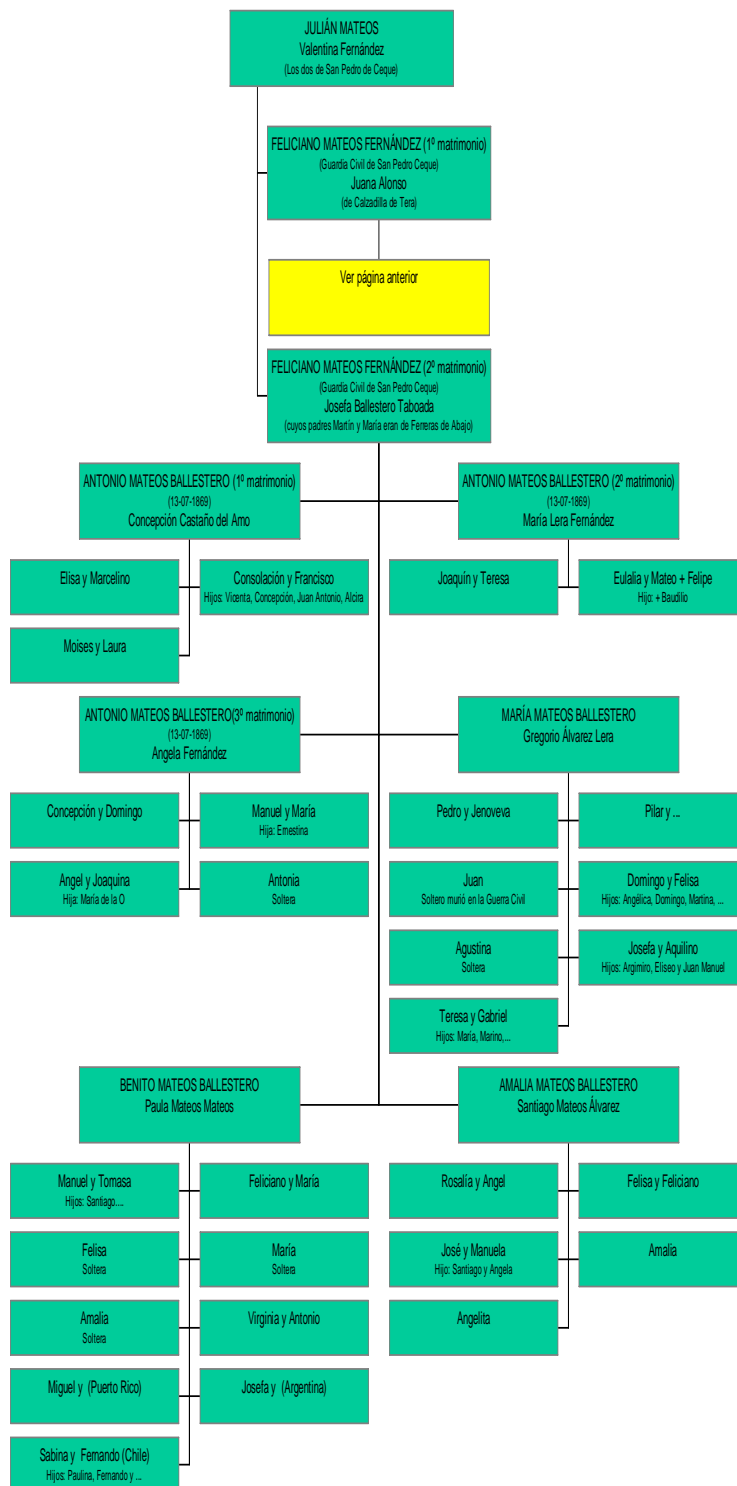 JULIÁN MATEOS
Valentina Fernández
(Los dos de San Pedro de Ceque)
FELICIANO MATEOS FERNÁNDEZ (1º matrimonio)
(Guardia Civil de San Pedro Ceque)
Juana Alonso
(de Calzadilla de Tera)
Ver página anterior
FELICIANO MATEOS FERNÁNDEZ (2º matrimonio)
(Guardia Civil de San Pedro Ceque)
Josefa Ballestero Taboada
(cuyos padres Martín y María eran de Ferreras de Abajo)
ANTONIO MATEOS BALLESTERO (1º matrimonio)
(13-07-1869)
Concepción Castaño del Amo
ANTONIO MATEOS BALLESTERO (2º matrimonio)
(13-07-1869)
María Lera Fernández
Elisa y Marcelino
Consolación y Francisco
Hijos: Vicenta, Concepción, Juan Antonio, Alcira
Joaquín y Teresa
Eulalia y Mateo + Felipe
Hijo: + Baudilio
Moises y Laura
ANTONIO MATEOS BALLESTERO(3º matrimonio)
(13-07-1869)
Angela Fernández
MARÍA MATEOS BALLESTERO
Gregorio Álvarez Lera
Concepción y Domingo
Manuel y María
Hija: Ernestina
Pedro y Jenoveva
Pilar y ...
Angel y Joaquina
Hija: María de la O
Antonia
Soltera
Juan
Soltero murió en la Guerra Civil
Domingo y Felisa
Hijos: Angélica, Domingo, Martina, ...
Agustina
Soltera
Josefa y Aquilino
Hijos: Argimiro, Eliseo y Juan Manuel
Teresa y Gabriel
Hijos: María, Marino,...
BENITO MATEOS BALLESTERO
Paula Mateos Mateos
AMALIA MATEOS BALLESTERO
Santiago Mateos Álvarez
Manuel y Tomasa
Hijos: Santiago....
Feliciano y María
Rosalía y Angel
Felisa y Feliciano
Felisa
Soltera
María
Soltera
José y Manuela
Hijo: Santiago y Angela
Amalia
Amalia
Soltera
Virginia y Antonio
Angelita
Miguel y (Puerto Rico)
Josefa y (Argentina)
Sabina y Fernando (Chile)
Hijos: Paulina, Fernando y ...